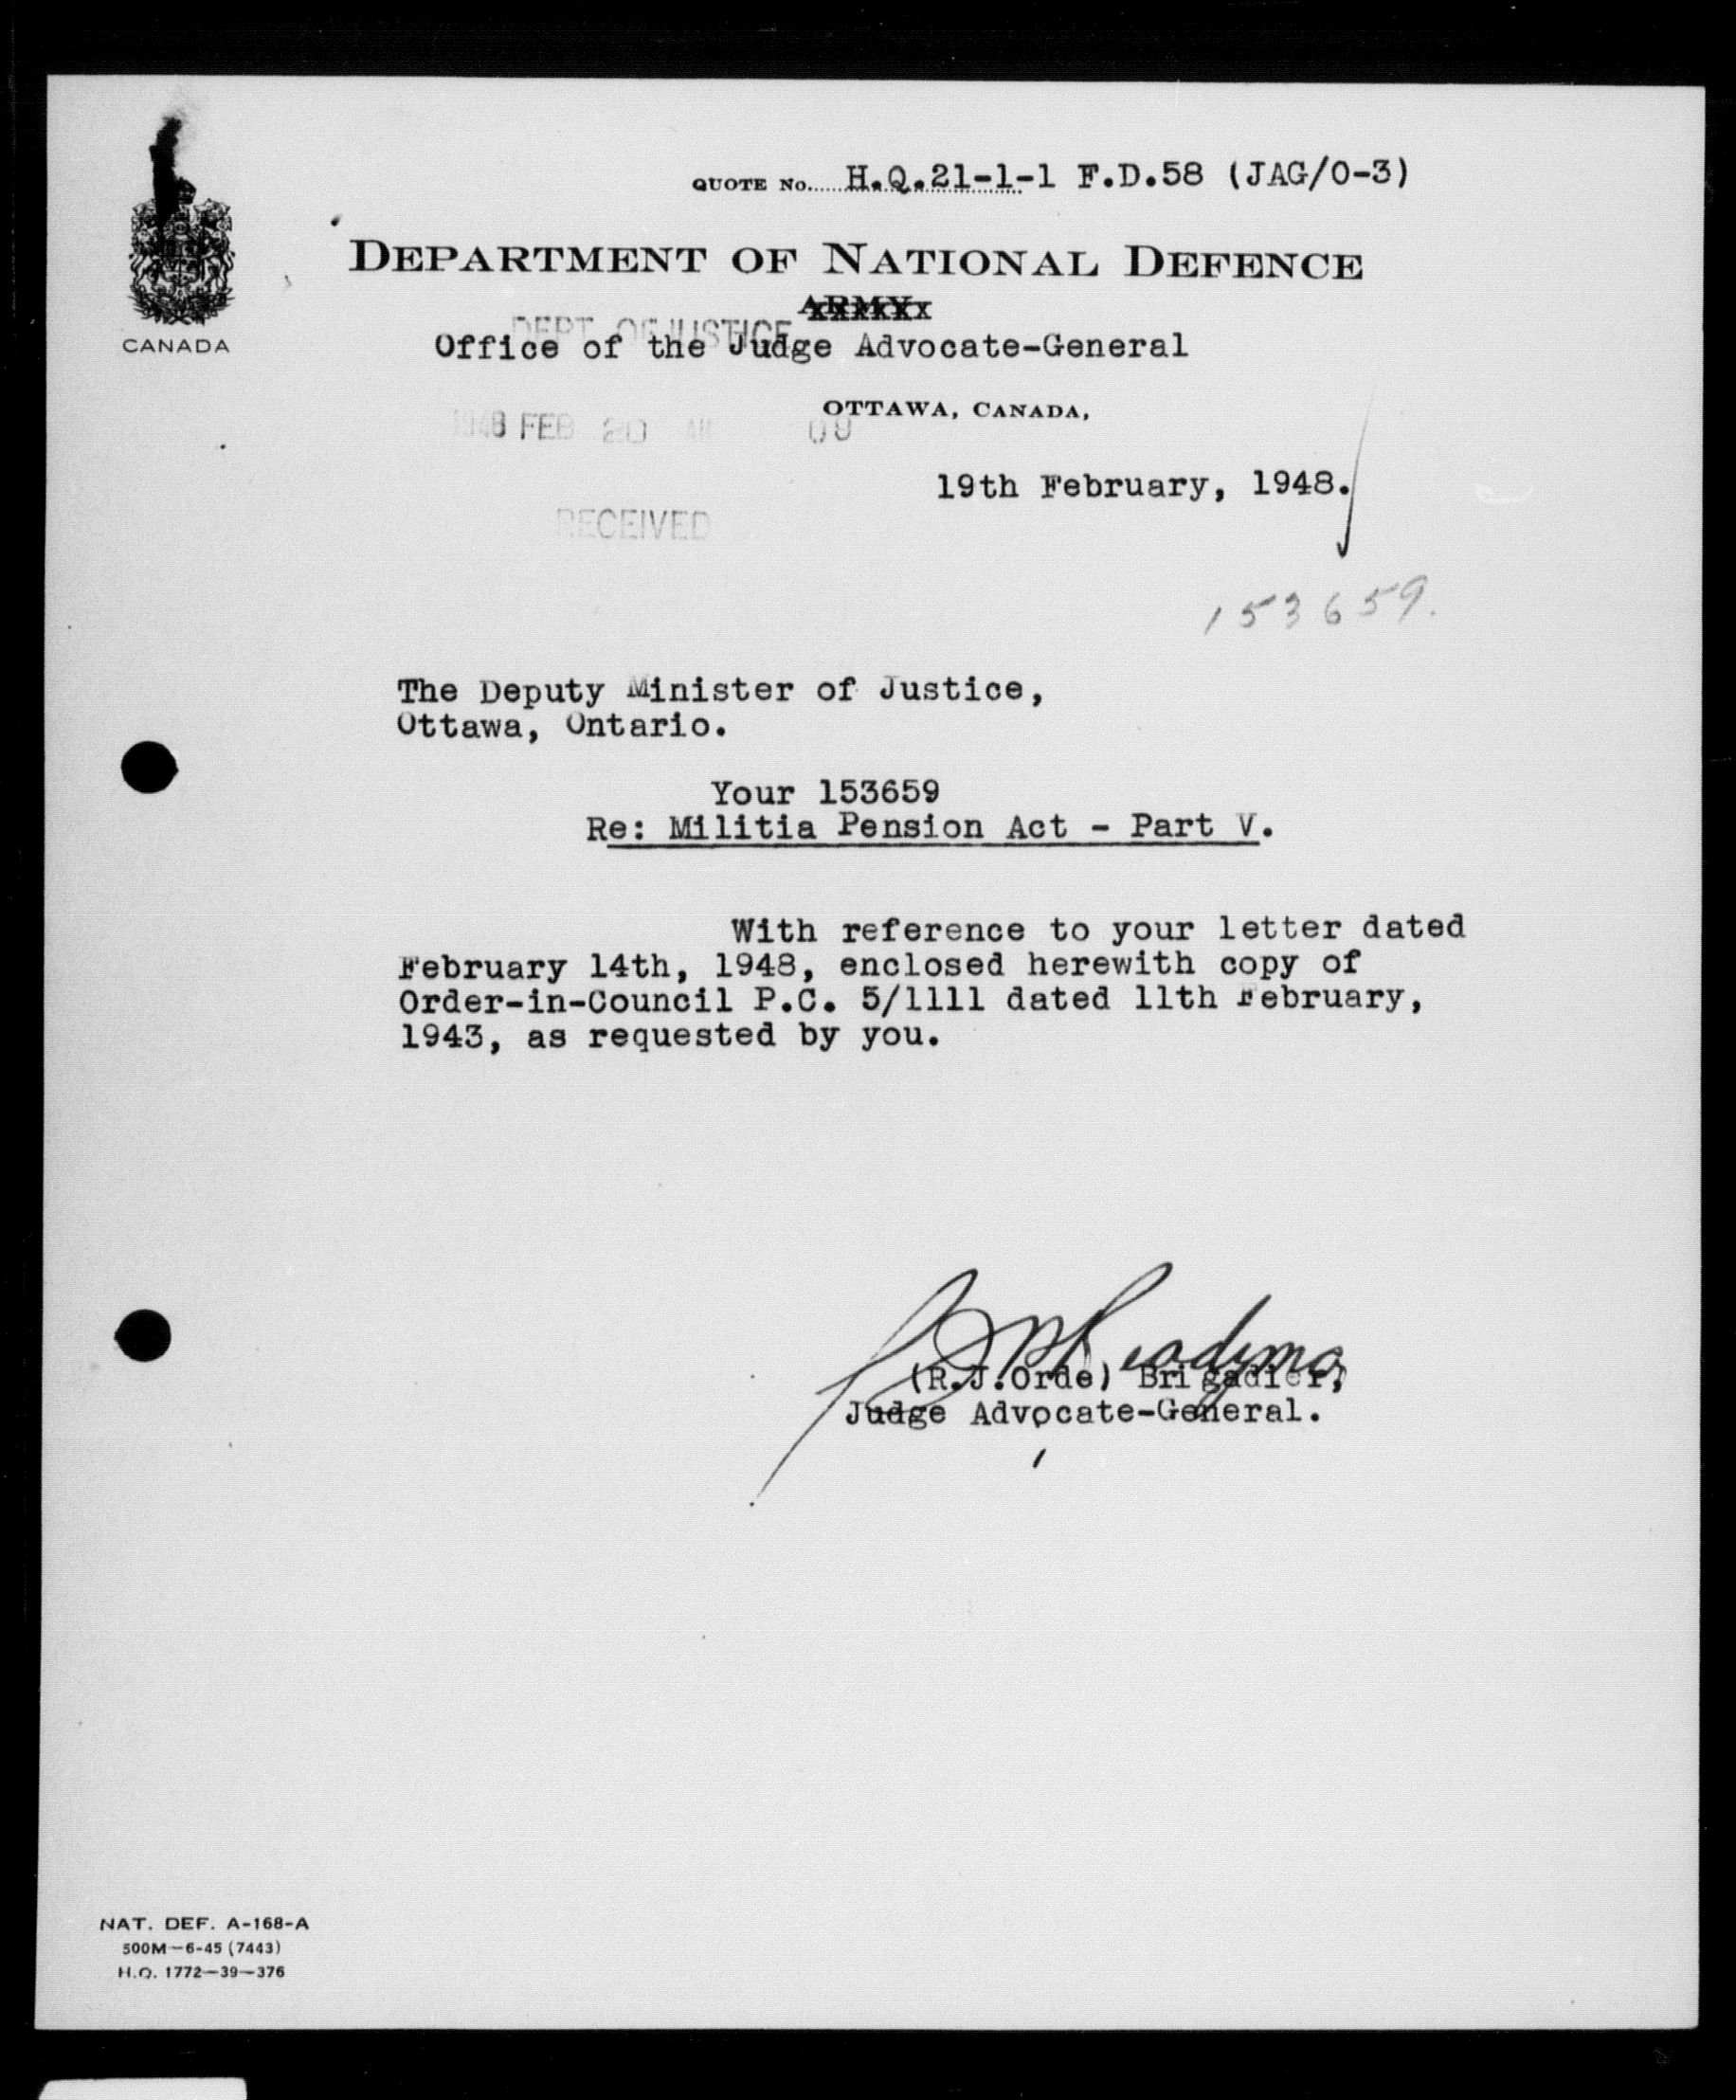 QUOTE No. H.Q.21-1-1 F.D.58 (JAG/O-3)
DEPARTMENT OF NATIONAL DEFENCE
ARMY
DEPT. OF JUSTICE
Office of the Judge Advocate-General
CANADA
OTTAWA, CANADA,
1948 FEB 20 AM 09
19th February, 1948.
RECEIVED
153659.
The Deputy Minister of Justice,
Ottawa, Ontario.
Your 153659
Re: Militia Pension Act - Part V.
With reference to your letter dated
February 14th, 1948, enclosed herewith copy of
Order-in-Council P.C. 5/1111 dated 11th February,
1943, as requested by you.
(R.J.Orde) Brigadier,
Judge Advocate-General.
NAT. DEF. A-168-A
500M-6-45 (7443)
H.Q. 1772-39-376